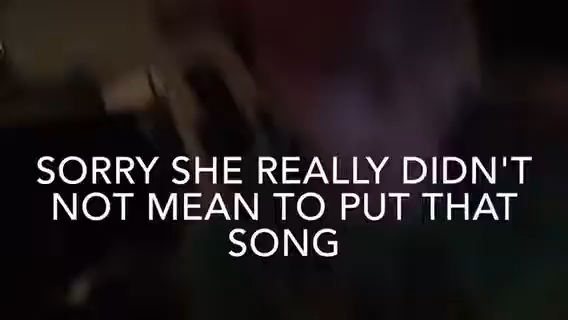 SORRY SHE REALLY DIDN'T
NOT MEAN TO PUT THAT
SONG